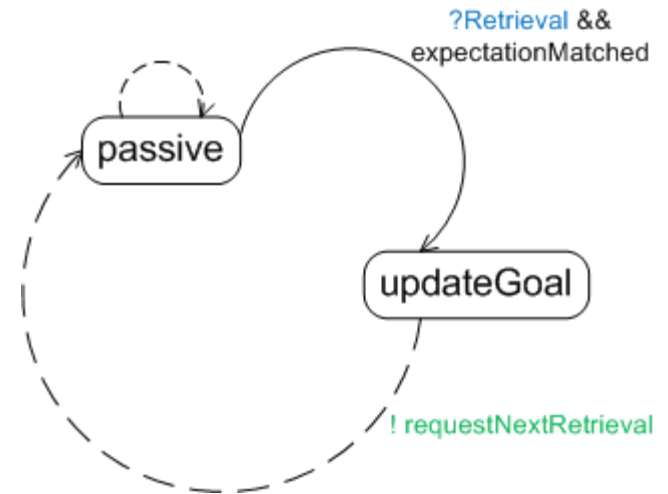 ?Retrieval &&
expectationMatched
passive
updateGoal
! requestNextRetrieval